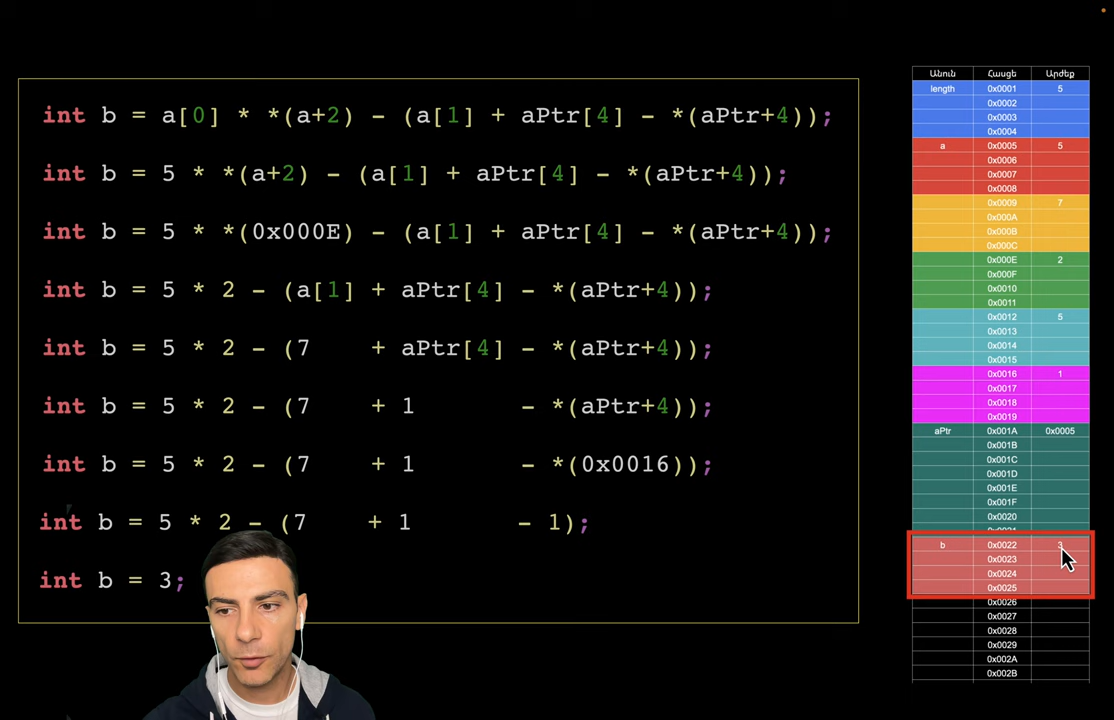 int b = a[0] * *(a+2) - (a[1] + aPtr[4] - *(aPtr+4));
int b = 5 * *(a+2) - (a[1] + aPtr[4] - *(aPtr+4));
int b = 5 * *(0x000E) - (a[1] + aPtr[4] - *(aPtr+4));
int b = 5 * 2 - (a[1] + aPtr[4] - *(aPtr+4));
int b = 5 * 2 - (7 + aPtr[4] - *(aPtr+4));
int b = 5 * 2 - (7 + 1 - *(aPtr+4));
int b = 5 * 2 - (7 + 1 - *(0x0016));
int b = 5 * 2 - (7 + 1 - 1);
int b = 3;
Անուն Հասցե Արժեք
length 0x0001 5
0x0002
0x0003
0x0004
a 0x0005 5
0x0006
0x0007
0x0008
0x0009 7
0x000A
0x000B
0x000C
0x000E 2
0x000F
0x0010
0x0011
0x0012 5
0x0013
0x0014
0x0015
0x0016 1
0x0017
0x0018
0x0019
aPtr 0x001A 0x0005
0x001B
0x001C
0x001D
0x001E
0x001F
0x0020
b 0x0022 3
0x0023
0x0024
0x0025
0x0026
0x0027
0x0028
0x0029
0x002A
0x002B